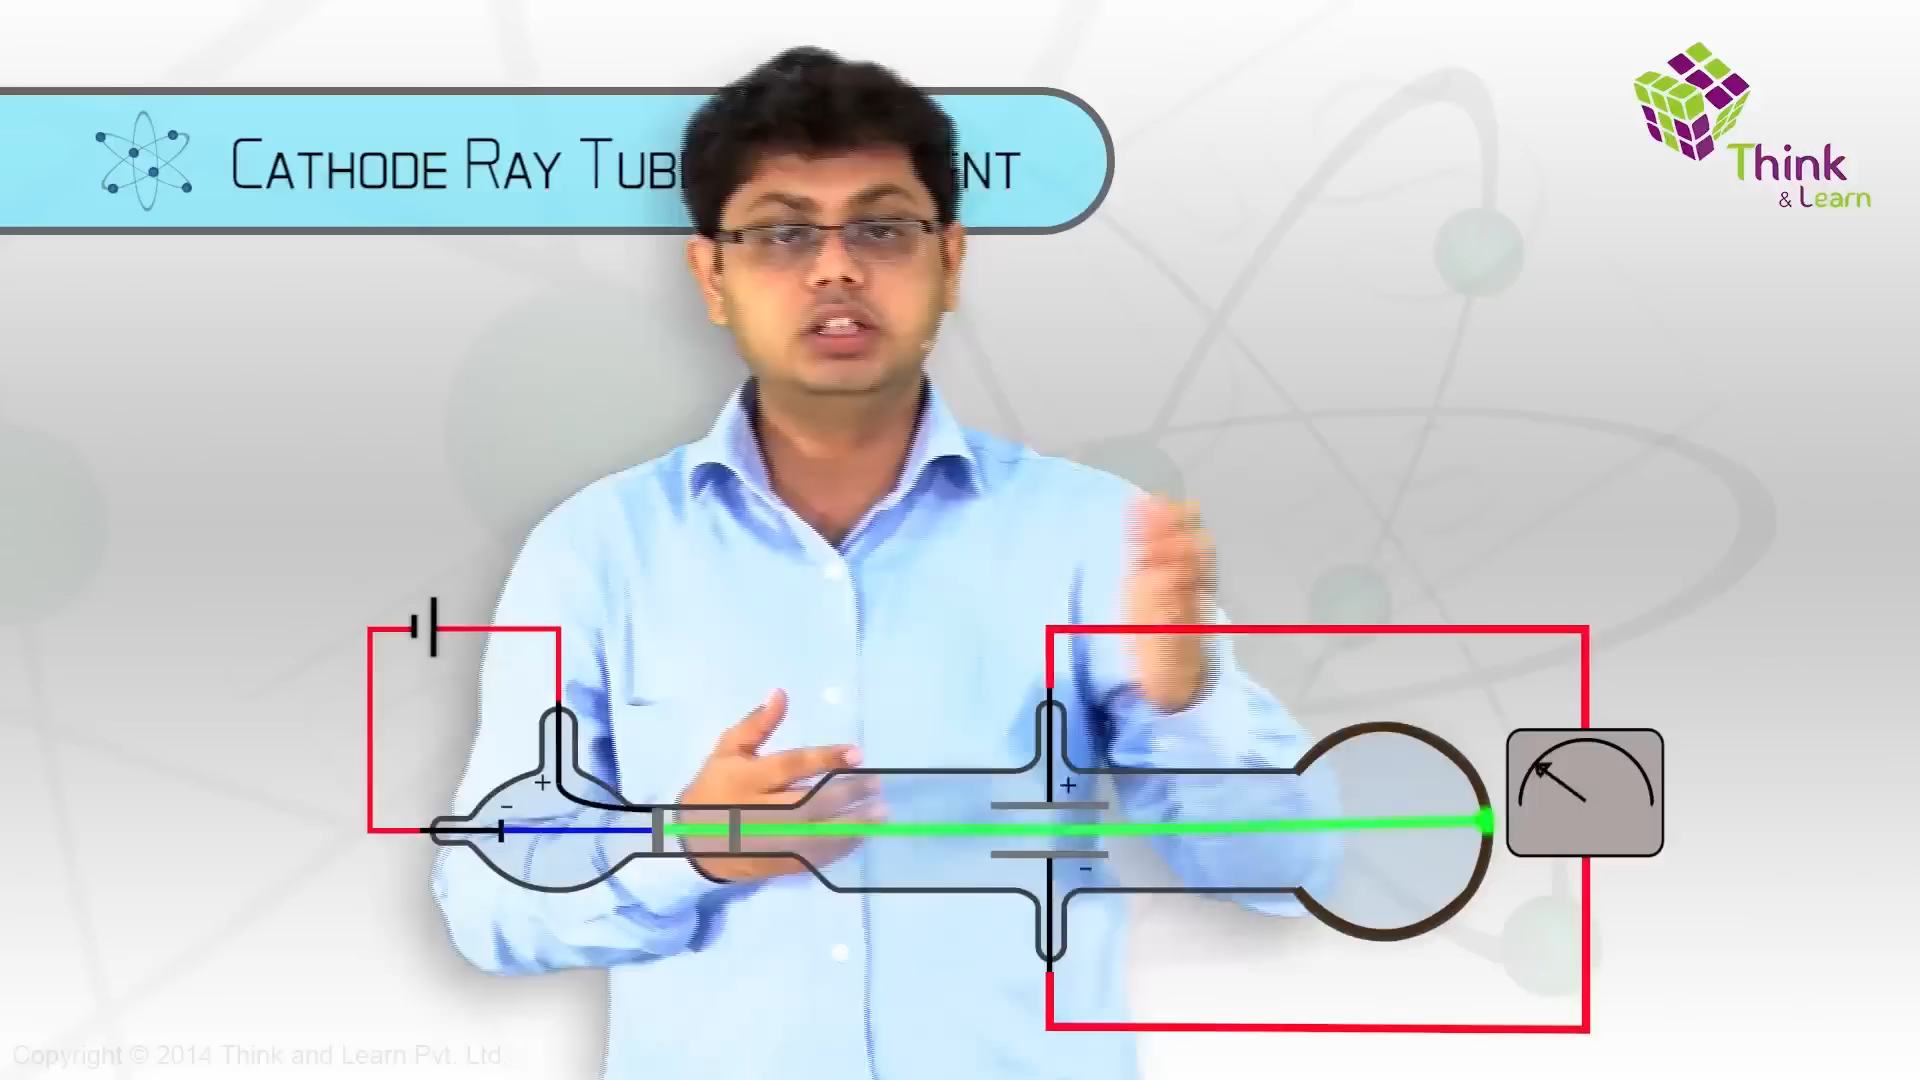 CATHODE RAY TUB NT
Think
& Learn
+
-
+
-
Copyright © 2014 Think and Learn Pvt. Ltd.